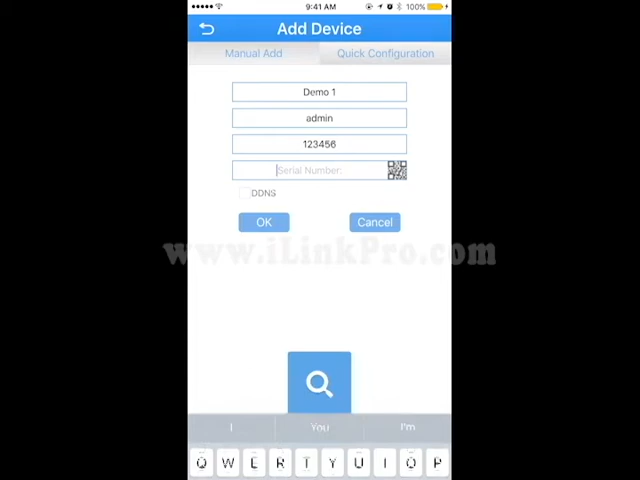 9:41 AM 100%
Add Device
Manual Add Quick Configuration
Demo 1
admin
123456
Serial Number:
DDNS
OK Cancel
www.iLinkPro.com
I You I'm
Q W E R T Y U I O P